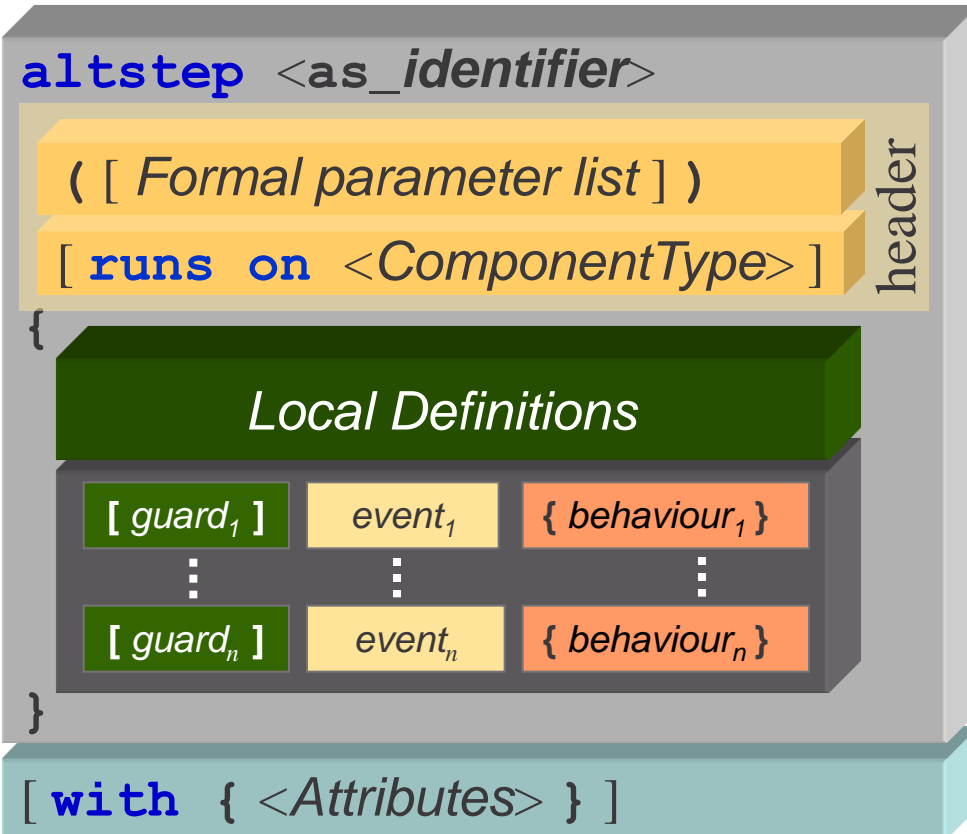 altstep <as_identifier>
( [ Formal parameter list ] )
[ runs on <ComponentType> ]
header
{
Local Definitions
[ guard1 ] event1 { behaviour1 }
[ guardn ] eventn { behaviourn }
}
[ with { <Attributes> } ]